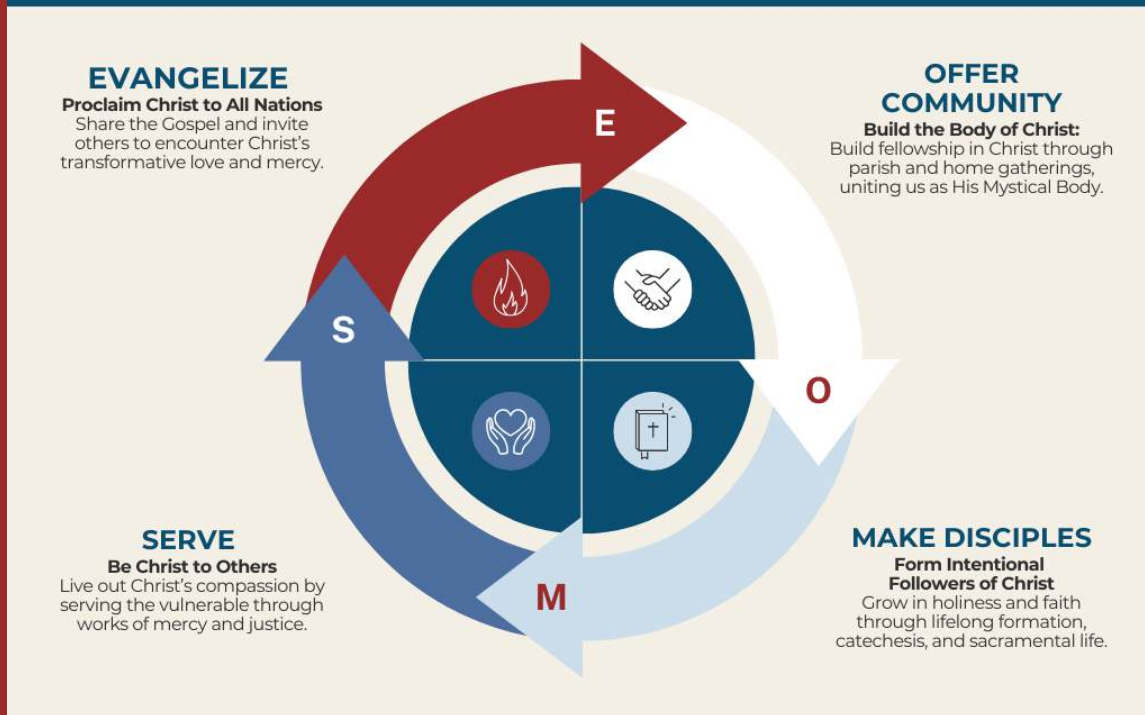 EVANGELIZE
Proclaim Christ to All Nations
Share the Gospel and invite
others to encounter Christ's
transformative love and mercy.
E
OFFER
COMMUNITY
Build the Body of Christ:
Build fellowship in Christ through
parish and home gatherings,
uniting us as His Mystical Body.
S
O
SERVE
Be Christ to Others
Live out Christ's compassion by
serving the vulnerable through
works of mercy and justice.
M
MAKE DISCIPLES
Form Intentional
Followers of Christ
Grow in holiness and faith
through lifelong formation,
catechesis, and sacramental life.